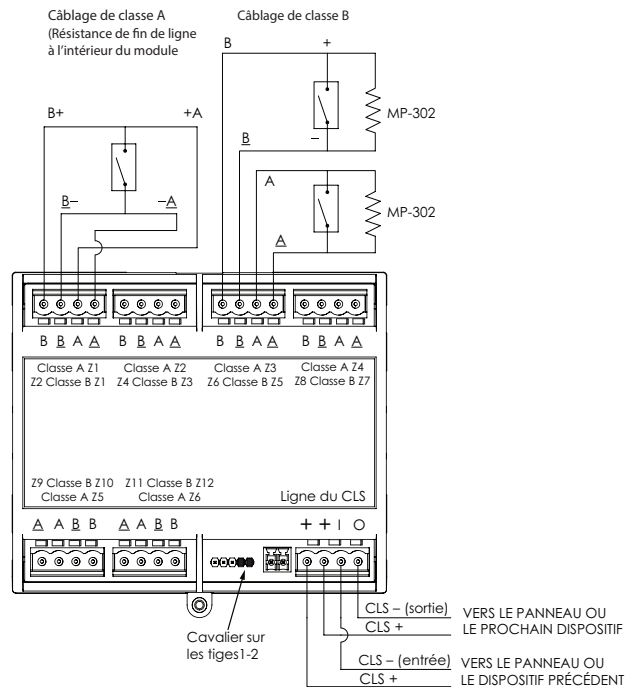 Câblage de classe A
(Résistance de fin de ligne
à l'intérieur du module
Câblage de classe B
B +
MP-302
B –
A
MP-302
A
B+ +A
B– –A
B B A A B B A A B B A A B B A A
Classe A Z1 Classe A Z2 Classe A Z3 Classe A Z4
Z2 Classe B Z1 Z4 Classe B Z3 Z6 Classe B Z5 Z8 Classe B Z7
Z9 Classe B Z10 Z11 Classe B Z12
Classe A Z5 Classe A Z6 Ligne du CLS
A A B B A A B B + + I O
Cavalier sur
les tiges1-2
CLS – (sortie) VERS LE PANNEAU OU
CLS + LE PROCHAIN DISPOSITIF
CLS – (entrée) VERS LE PANNEAU OU
CLS + LE DISPOSITIF PRÉCÉDENT